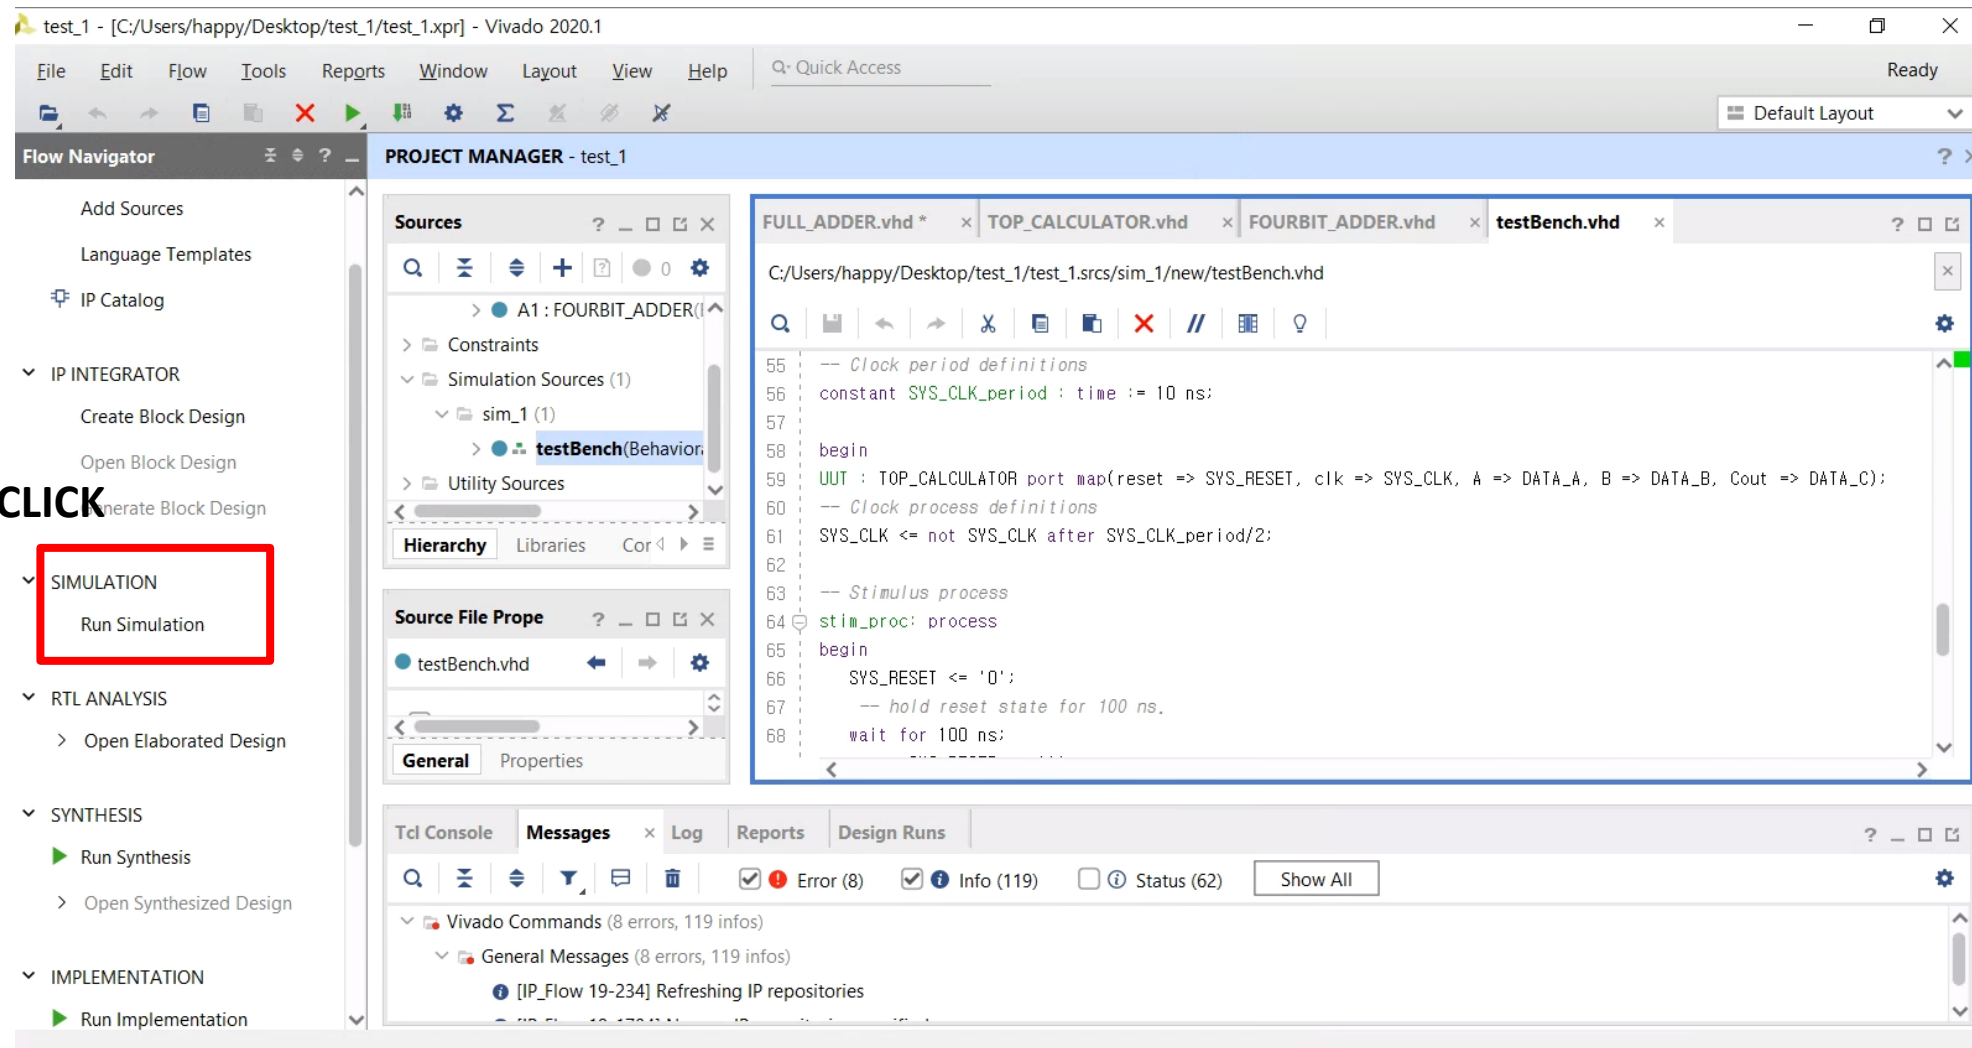 test_1 - [C:/Users/happy/Desktop/test_1/test_1.xpr] - Vivado 2020.1
File Edit Flow Tools Reports Window Layout View Help Quick Access Ready
Default Layout
Flow Navigator
PROJECT MANAGER - test_1
Add Sources
Language Templates
IP Catalog
IP INTEGRATOR
Create Block Design
Open Block Design
CLICK
nerate Block Design
SIMULATION
Run Simulation
RTL ANALYSIS
Open Elaborated Design
SYNTHESIS
Run Synthesis
Open Synthesized Design
IMPLEMENTATION
Run Implementation
Sources
0
A1 : FOURBIT_ADDER(
Constraints
Simulation Sources (1)
sim_1 (1)
testBench(Behavior
Utility Sources
Hierarchy Libraries Cor
Source File Prope
testBench.vhd
General Properties
FULL_ADDER.vhd * TOP_CALCULATOR.vhd FOURBIT_ADDER.vhd testBench.vhd
C:/Users/happy/Desktop/test_1/test_1.srcs/sim_1/new/testBench.vhd
55 -- Clock period definitions
56 constant SYS_CLK_period : time := 10 ns;
57
58 begin
59 UUT : TOP_CALCULATOR port map(reset => SYS_RESET, clk => SYS_CLK, A => DATA_A, B => DATA_B, Cout => DATA_C);
60 -- Clock process definitions
61 SYS_CLK <= not SYS_CLK after SYS_CLK_period/2;
62
63 -- Stimulus process
64 stim_proc: process
65 begin
66 SYS_RESET <= '0';
67 -- hold reset state for 100 ns.
68 wait for 100 ns;
Tcl Console Messages Log Reports Design Runs
Error (8) Info (119) Status (62) Show All
Vivado Commands (8 errors, 119 infos)
General Messages (8 errors, 119 infos)
[IP_Flow 19-234] Refreshing IP repositories